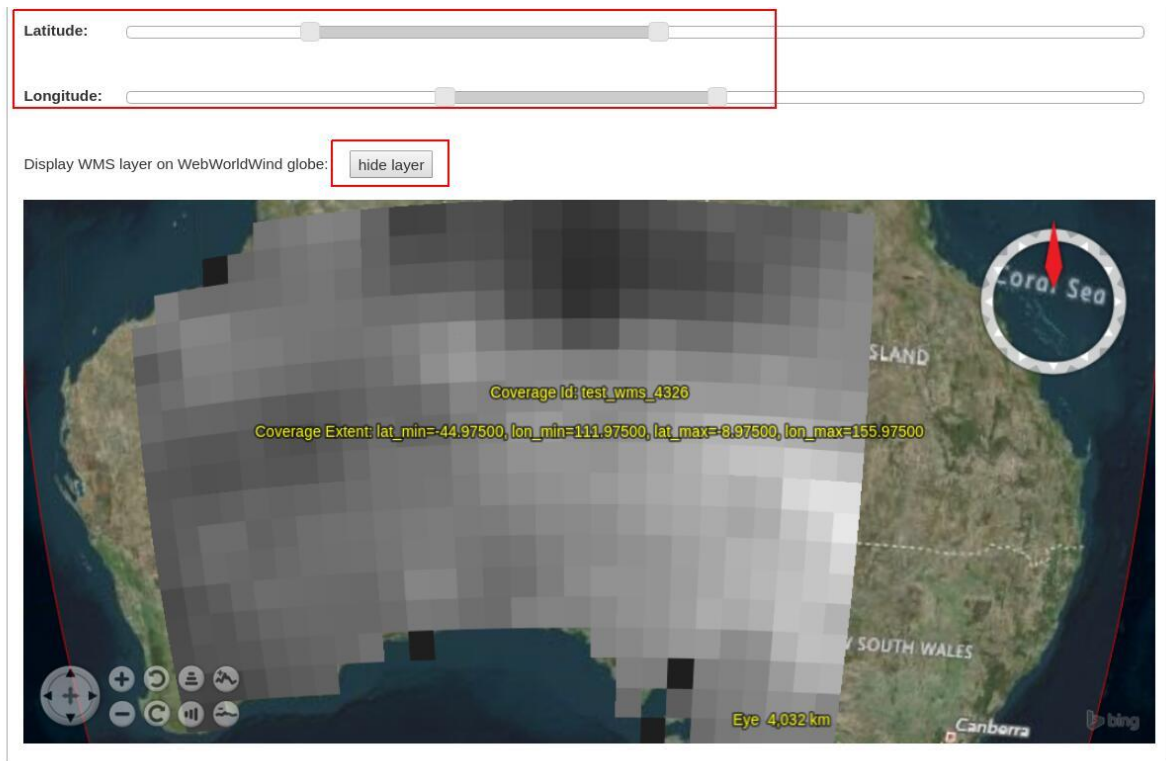 Latitude:
Longitude:
Display WMS layer on WebWorldWind globe: hide layer
Coral Sea
SLAND
Coverage Id: test_wms_4326
Coverage Extent: lat_min=-44.97500, lon_min=111.97500, lat_max=-8.97500, lon_max=155.97500
SOUTH WALES
Eye 4,032 km
Canberra
bing